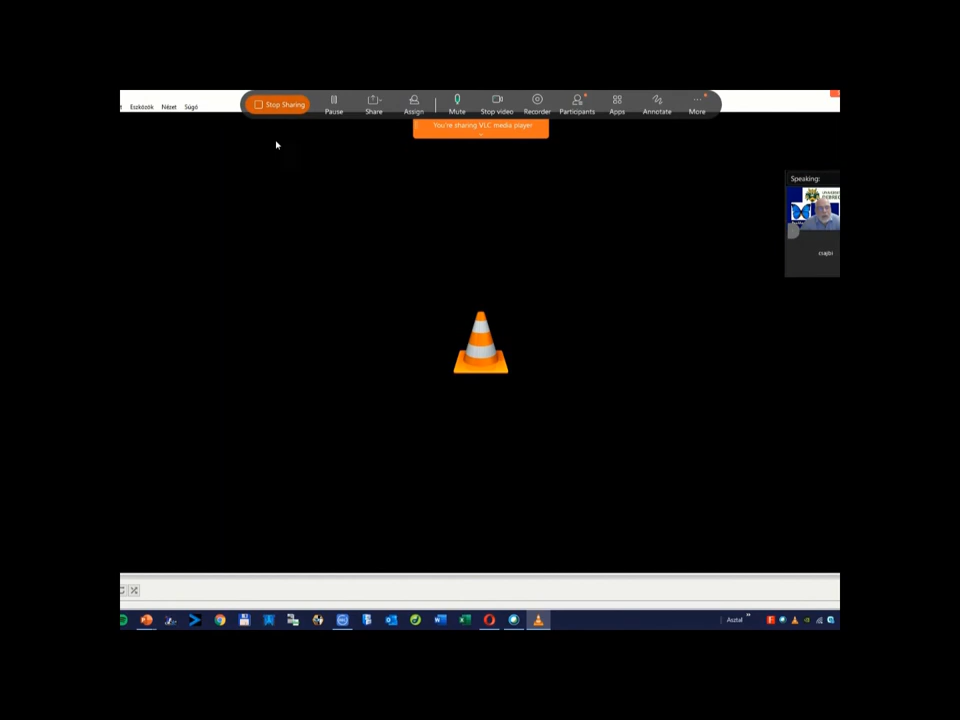 Eszközök Nézet Súgó
Stop Sharing
Pause
Share
Assign
Mute
Stop video
Recorder
Participants
Apps
Annotate
More
You're sharing VLC media player
Speaking:
csajbi
Asztal